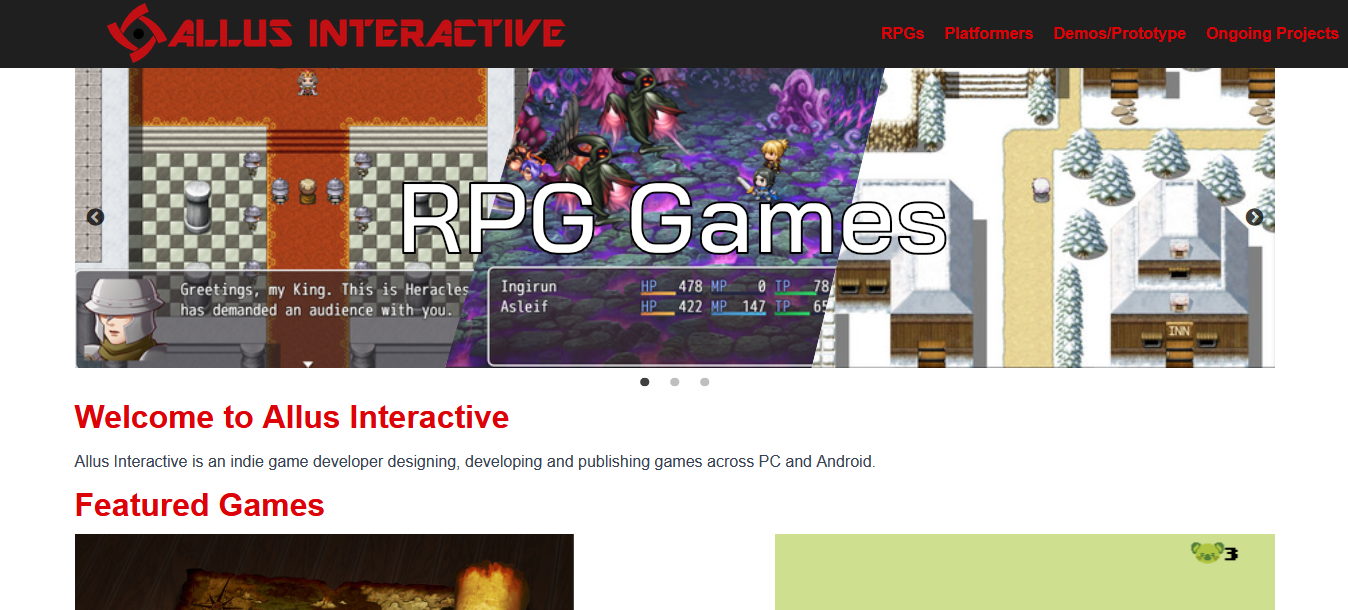 ALLUS INTERACTIVE
RPGs Platformers Demos/Prototype Ongoing Projects
RPG Games
Greetings, my King. This is Heracles
has demanded an audience with you.
Ingirun HP 478 MP 0 TP 78
Asleif HP 422 MP 147 TP 65
INN
Welcome to Allus Interactive
Allus Interactive is an indie game developer designing, developing and publishing games across PC and Android.
Featured Games
3